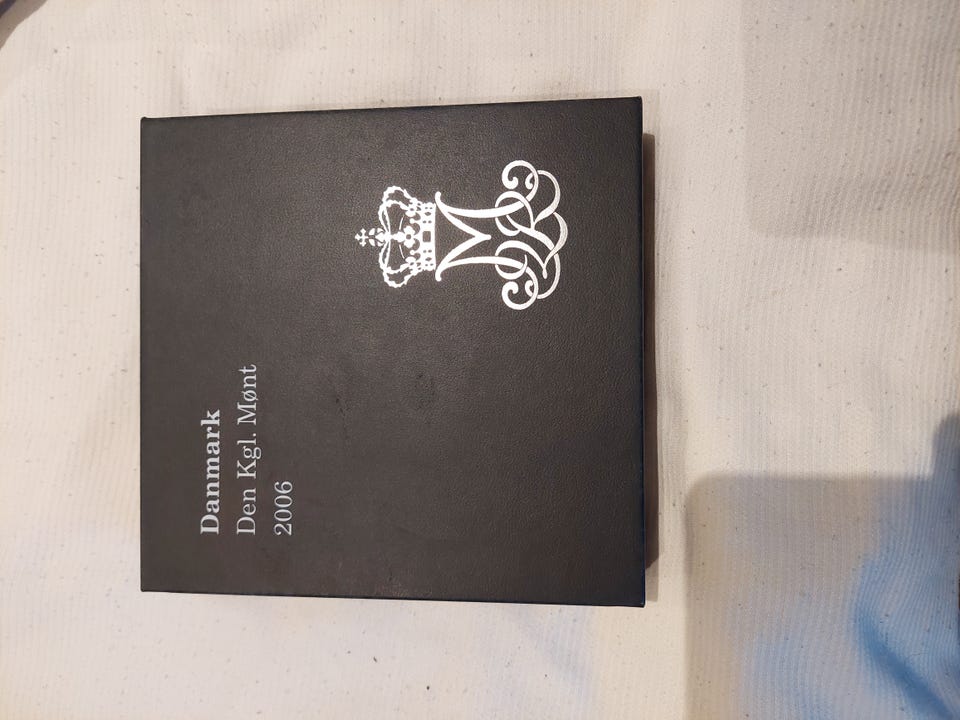 Danmark
Den Kgl. Mønt
2006